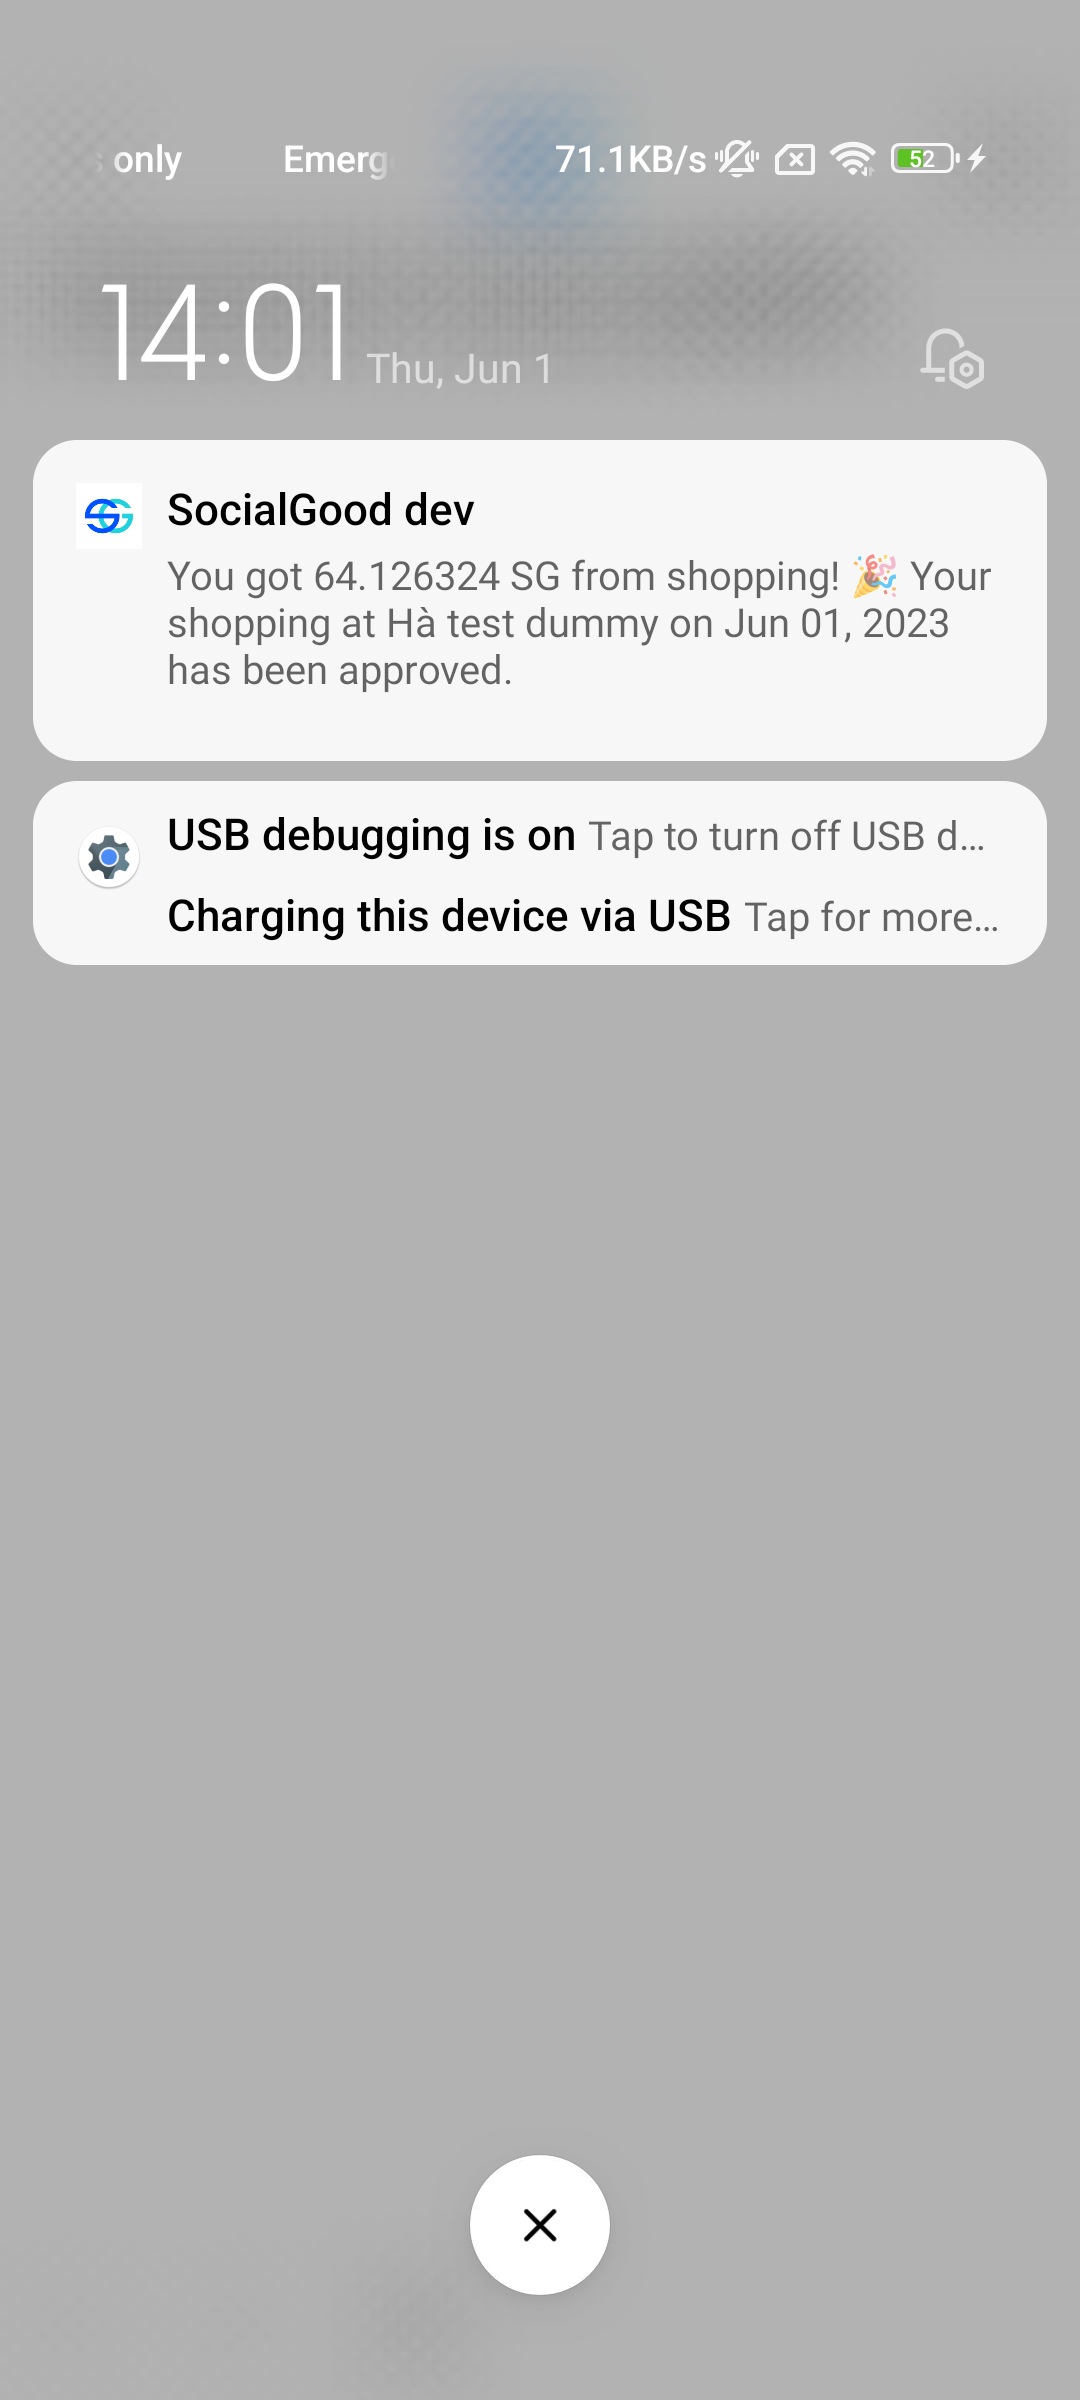 s only Emerg 71.1KB/s 52
14:01 Thu, Jun 1
SocialGood dev
You got 64.126324 SG from shopping! 🎉 Your
shopping at Hà test dummy on Jun 01, 2023
has been approved.
USB debugging is on Tap to turn off USB d...
Charging this device via USB Tap for more...